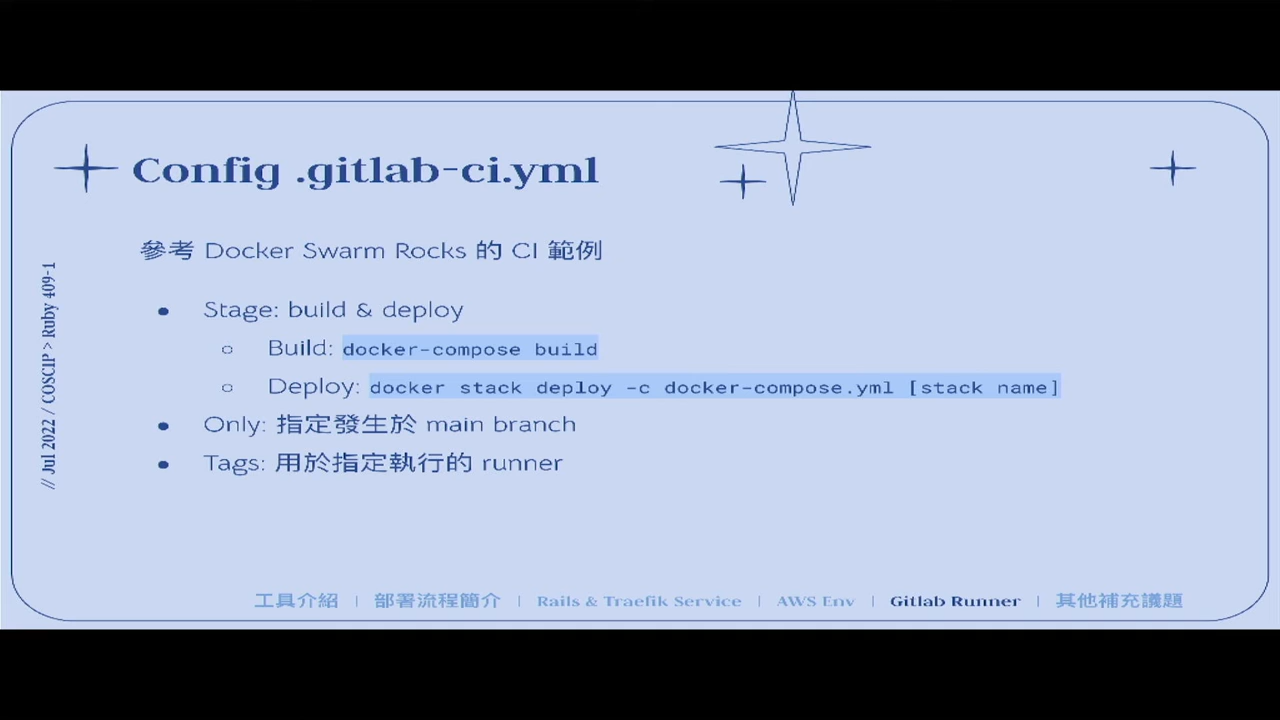 Config .gitlab-ci.yml
參考 Docker Swarm Rocks 的 CI 範例
● Stage: build & deploy
○ Build: docker-compose build
○ Deploy: docker stack deploy -c docker-compose.yml [stack name]
● Only: 指定發生於 main branch
● Tags: 用於指定執行的 runner
// Jul 2022 / COSCIP > Ruby 409-1
工具介紹 | 部署流程簡介 | Rails & Traefik Service | AWS Env | Gitlab Runner | 其他補充議題